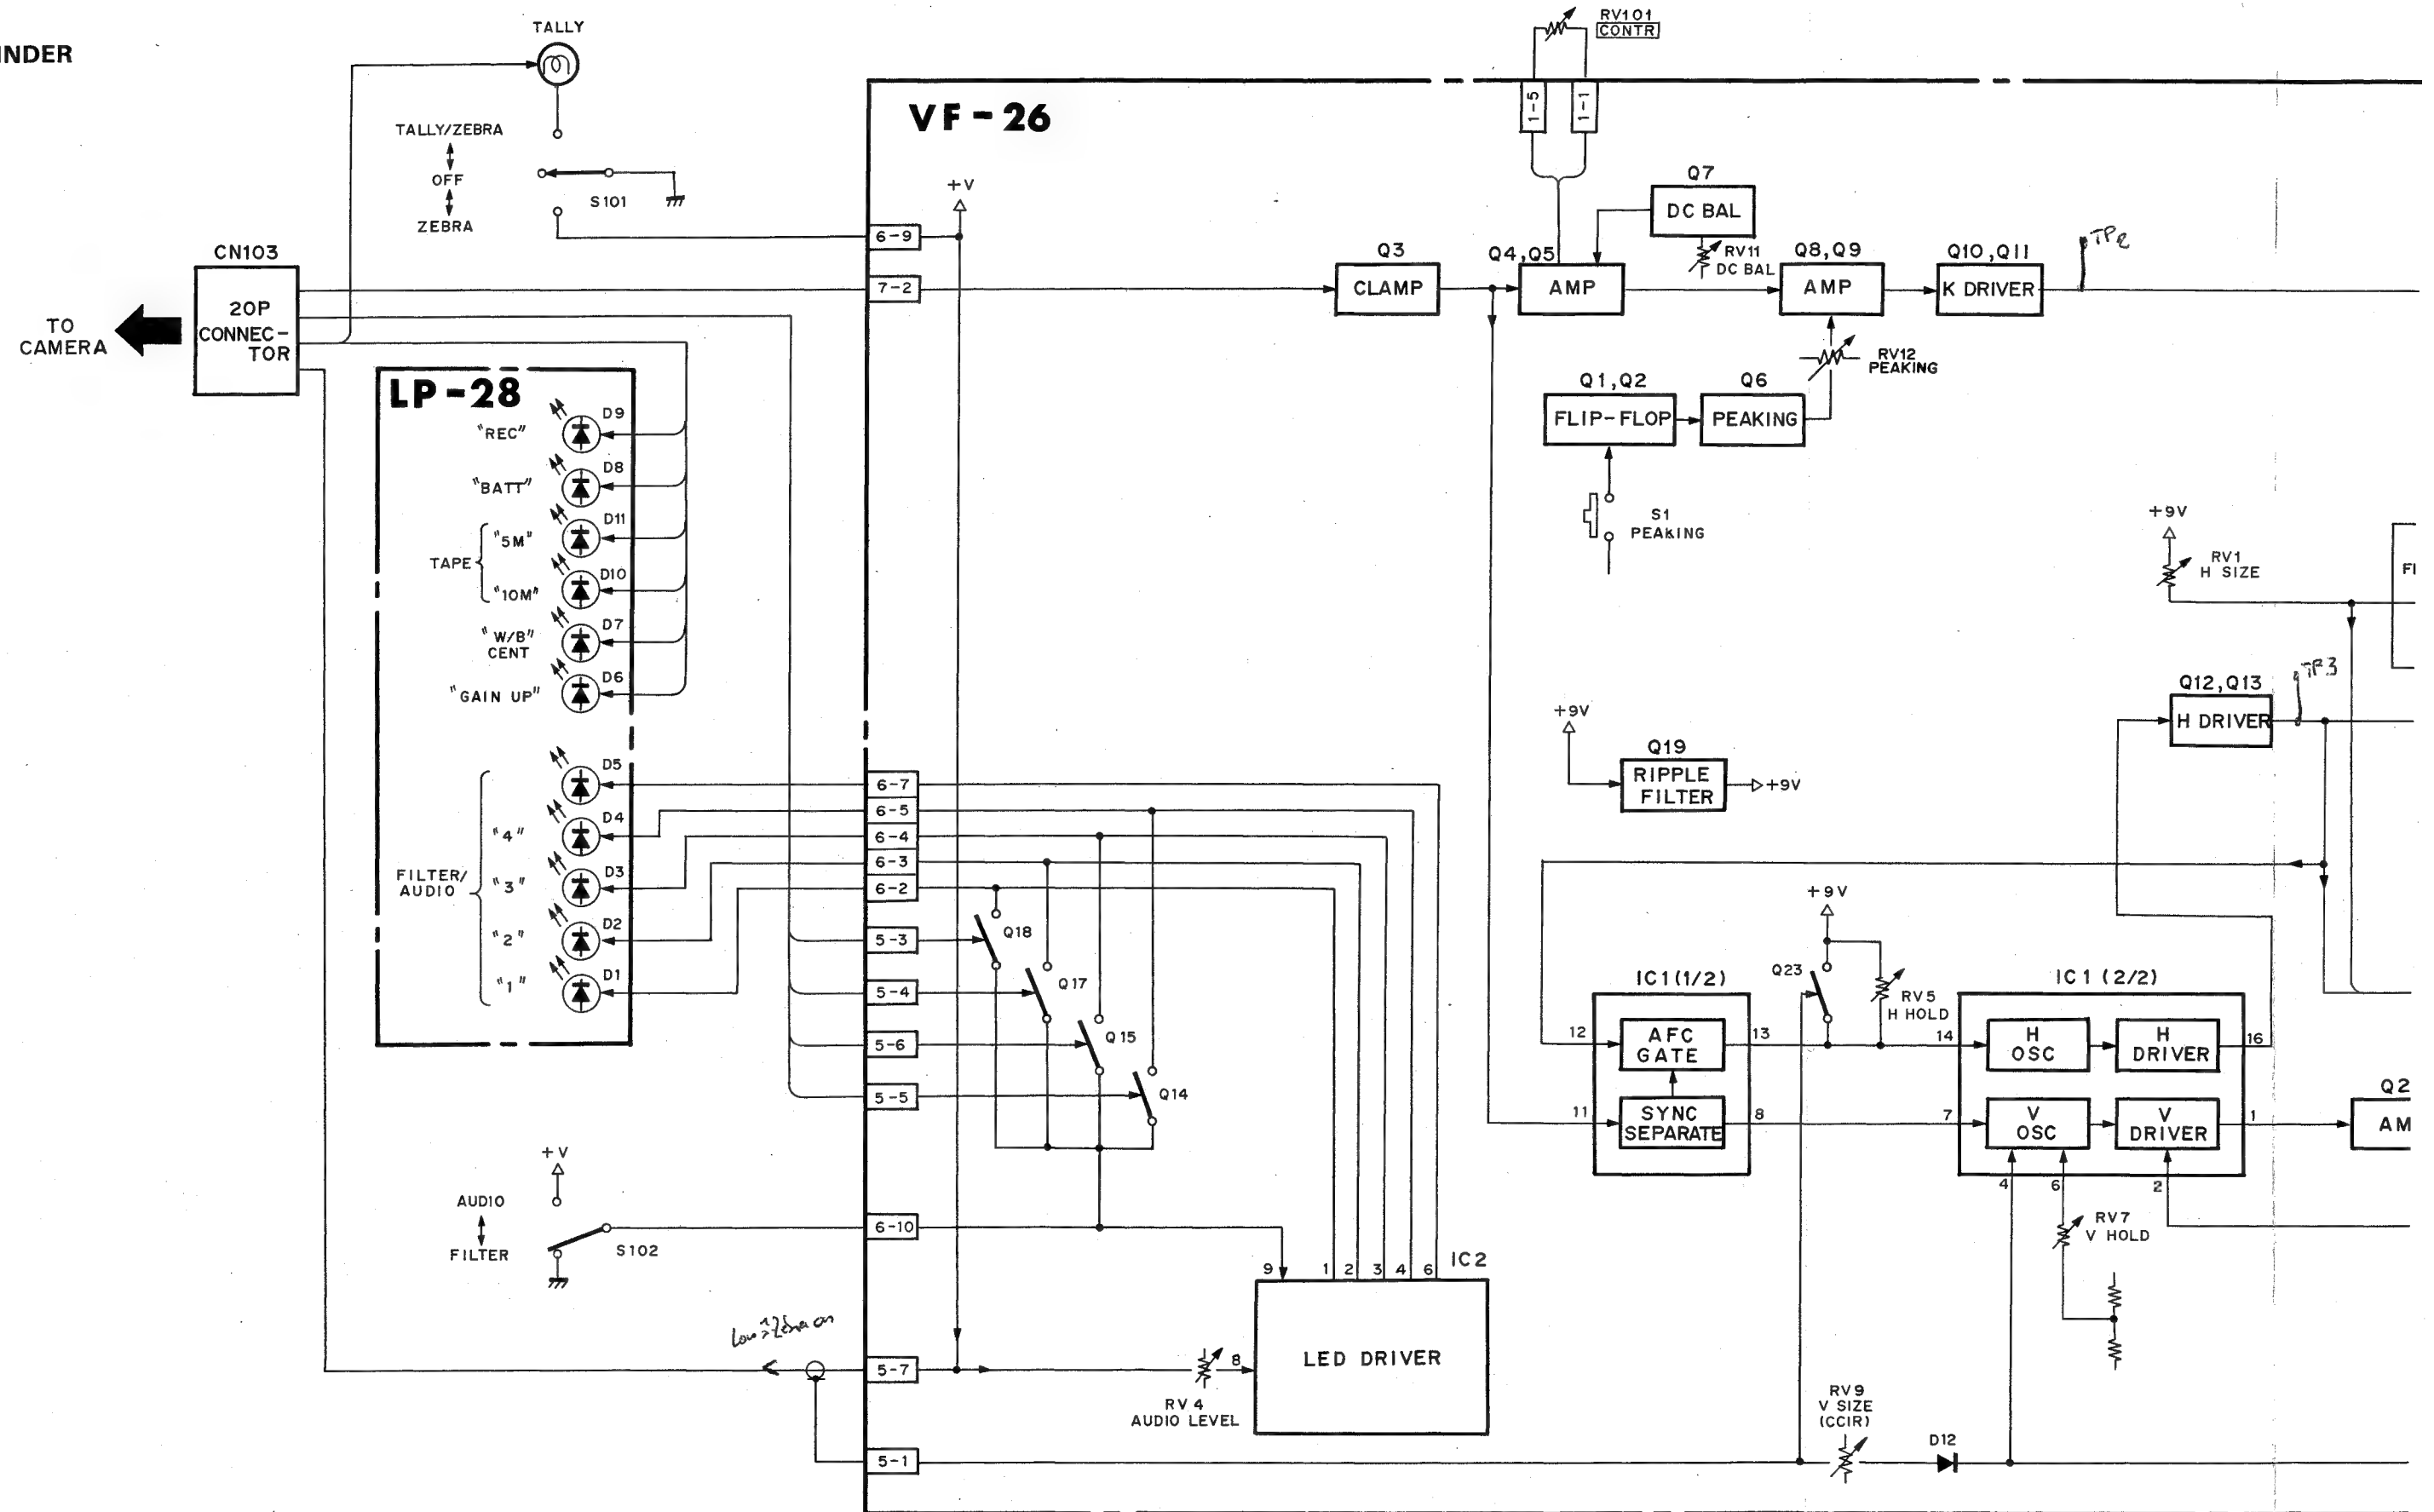 INDER
TALLY
RV101
CONTR
VF-26
1-5
1-1
TALLY/ZEBRA
OFF
ZEBRA
S101
+V
6-9
7-2
CN103
20P
CONNEC-
TOR
TO
CAMERA
Q3
CLAMP
Q4,Q5
AMP
Q7
DC BAL
RV11
DC BAL
Q8,Q9
AMP
Q10,Q11
K DRIVER
TP2
RV12
PEAKING
Q1,Q2
FLIP-FLOP
Q6
PEAKING
S1
PEAKING
LP-28
"REC"
D9
"BATT"
D8
TAPE
"5M"
D11
"10M"
D10
"W/B"
CENT
D7
"GAIN UP"
D6
FILTER/
AUDIO
D5
"4"
D4
"3"
D3
"2"
D2
"1"
D1
+9V
RV1
H SIZE
FI
Q12,Q13
H DRIVER
TP3
+9V
Q19
RIPPLE
FILTER
+9V
6-7
6-5
6-4
6-3
6-2
5-3
5-4
5-6
5-5
Q18
Q17
Q15
Q14
+9V
Q23
RV5
H HOLD
IC1(1/2)
12
AFC
GATE
13
11
SYNC
SEPARATE
8
IC1(2/2)
14
H
OSC
H
DRIVER
16
7
V
OSC
V
DRIVER
1
4
6
2
Q2
AM
RV7
V HOLD
+V
AUDIO
FILTER
S102
6-10
9
1
2
3
4
6
IC2
LED DRIVER
8
5-7
RV4
AUDIO LEVEL
5-1
RV9
V SIZE
(CCIR)
D12